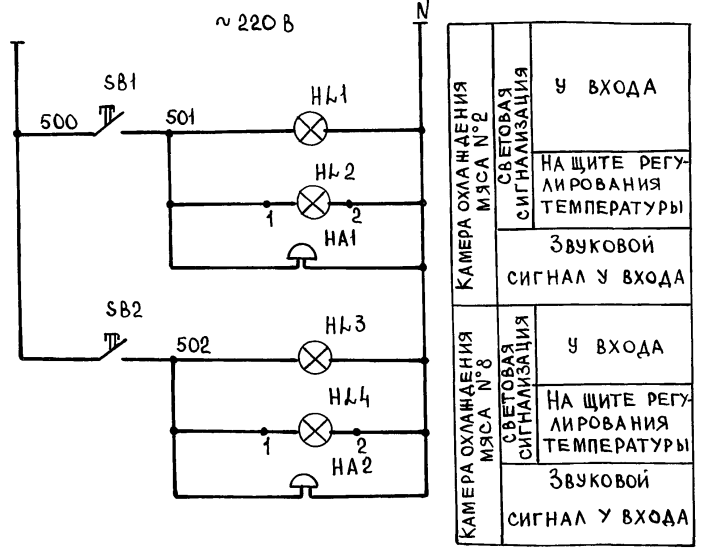 ~220 В
N
SB1
500
501
HL1
HL2
1
2
HA1
SB2
502
HL3
HL4
1
2
HA2
КАМЕРА ОХЛАЖДЕНИЯ
МЯСА №2
СВЕТОВАЯ
СИГНАЛИЗАЦИЯ
У ВХОДА
НА ЩИТЕ РЕГУ-
ЛИРОВАНИЯ
ТЕМПЕРАТУРЫ
ЗВУКОВОЙ
СИГНАЛ У ВХОДА
КАМЕРА ОХЛАЖДЕНИЯ
МЯСА №8
СВЕТОВАЯ
СИГНАЛИЗАЦИЯ
У ВХОДА
НА ЩИТЕ РЕГУ-
ЛИРОВАНИЯ
ТЕМПЕРАТУРЫ
ЗВУКОВОЙ
СИГНАЛ У ВХОДА